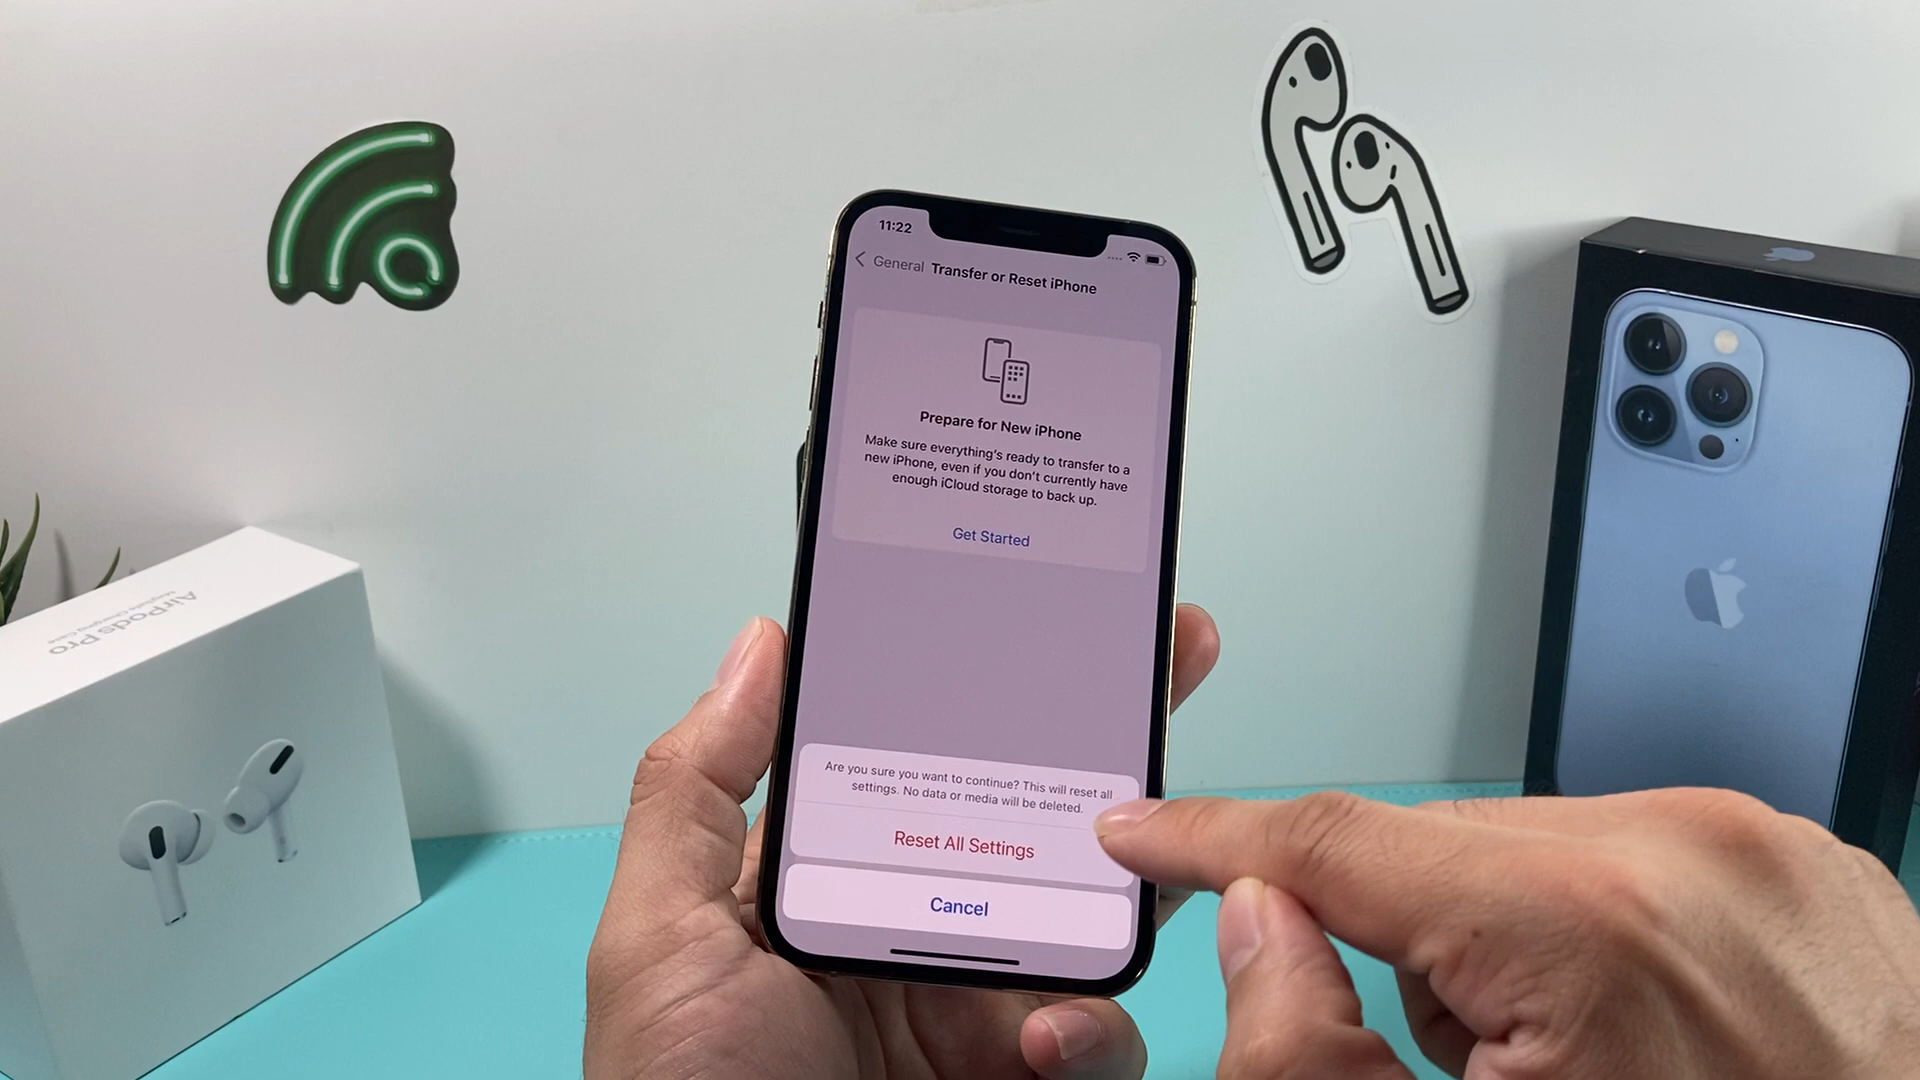 11:22
General Transfer or Reset iPhone
Prepare for New iPhone
Make sure everything's ready to transfer to a
new iPhone, even if you don't currently have
enough iCloud storage to back up.
Get Started
Are you sure you want to continue? This will reset all
settings. No data or media will be deleted.
Reset All Settings
Cancel
AirPods Pro
MagSafe Charging Case